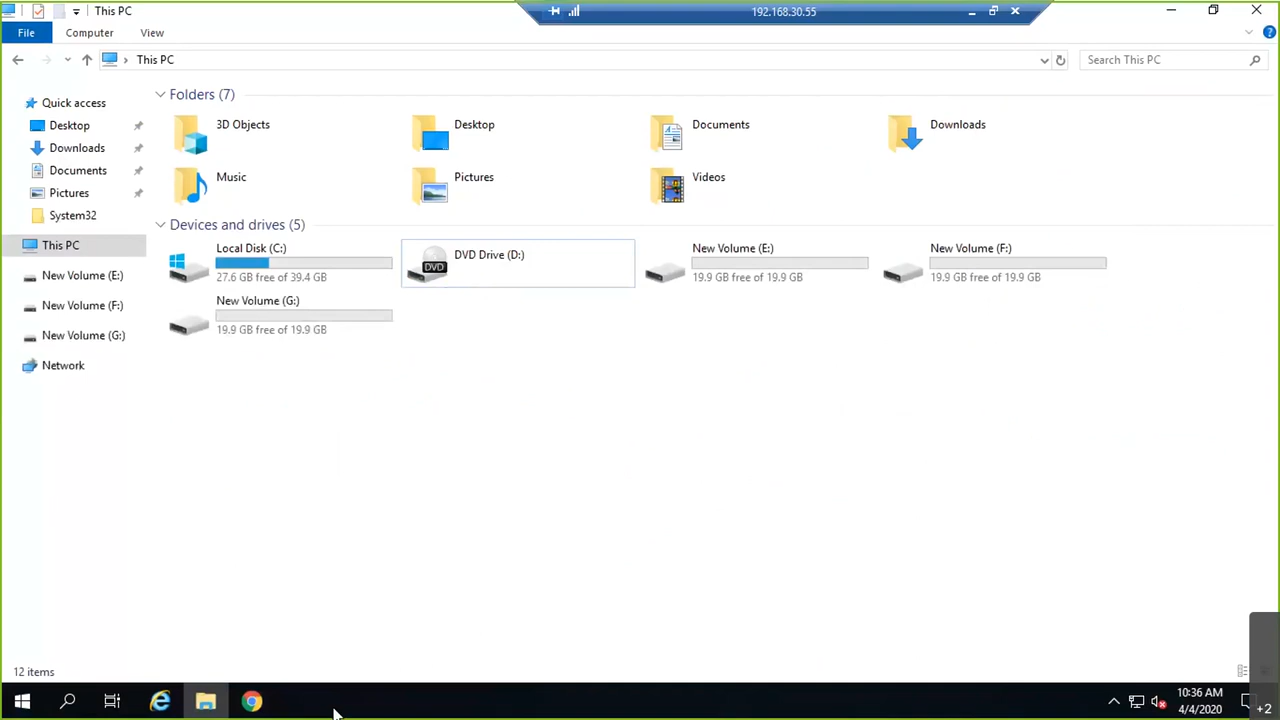 This PC
192.168.30.55
File
Computer
View
This PC
Search This PC
Quick access
Desktop
Downloads
Documents
Pictures
System32
This PC
New Volume (E:)
New Volume (F:)
New Volume (G:)
Network
Folders (7)
3D Objects
Desktop
Documents
Downloads
Music
Pictures
Videos
Devices and drives (5)
Local Disk (C:)
27.6 GB free of 39.4 GB
DVD Drive (D:)
DVD
New Volume (E:)
19.9 GB free of 19.9 GB
New Volume (F:)
19.9 GB free of 19.9 GB
New Volume (G:)
19.9 GB free of 19.9 GB
12 items
10:36 AM
4/4/2020
+2